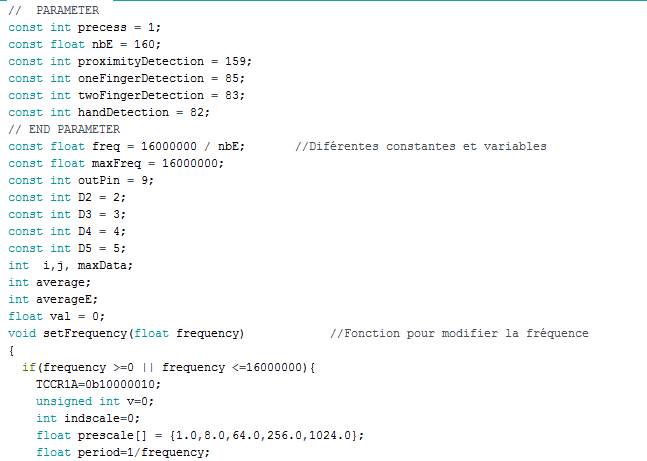 //  PARAMETER
const int precess = 1;
const float nbE = 160;
const int proximityDetection = 159;
const int oneFingerDetection = 85;
const int twoFingerDetection = 83;
const int handDetection = 82;
// END PARAMETER
const float freq = 16000000 / nbE;       //Diférentes constantes et variables
const float maxFreq = 16000000;
const int outPin = 9;
const int D2 = 2;
const int D3 = 3;
const int D4 = 4;
const int D5 = 5;
int  i,j, maxData;
int average;
int averageE;
float val = 0;
void setFrequency(float frequency)            //Fonction pour modifier la fréquence
{
  if(frequency >=0 || frequency <=16000000){
    TCCR1A=0b10000010;
    unsigned int v=0;
    int indscale=0;
    float prescale[] = {1.0,8.0,64.0,256.0,1024.0};
    float period=1/frequency;